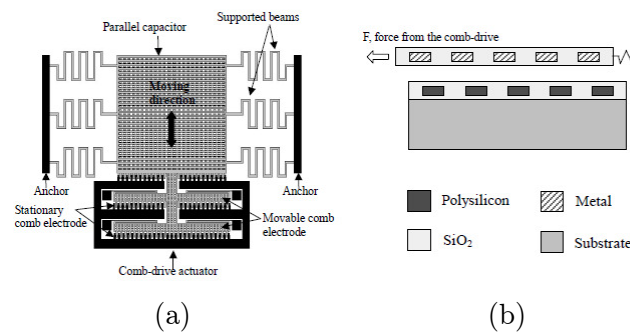 Parallel capacitor
Supported beams
Moving
direction
Anchor
Anchor
Stationary
comb electrode
Movable comb
electrode
Comb-drive actuator
(a)
F, force from the comb-drive
Polysilicon
Metal
SiO₂
Substrate
(b)